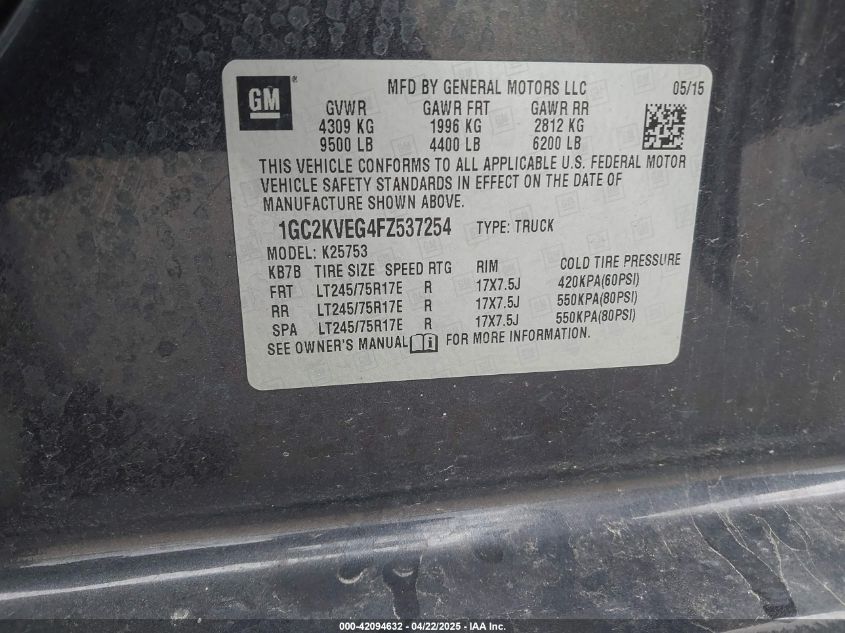 GM ®
MFD BY GENERAL MOTORS LLC 05/15
GVWR GAWR FRT GAWR RR
4309 KG 1996 KG 2812 KG
9500 LB 4400 LB 6200 LB
THIS VEHICLE CONFORMS TO ALL APPLICABLE U.S. FEDERAL MOTOR
VEHICLE SAFETY STANDARDS IN EFFECT ON THE DATE OF
MANUFACTURE SHOWN ABOVE.
1GC2KVEG4FZ537254 TYPE: TRUCK
MODEL: K25753
KB7B TIRE SIZE SPEED RTG RIM COLD TIRE PRESSURE
FRT LT245/75R17E R 17X7.5J 420KPA(60PSI)
RR LT245/75R17E R 17X7.5J 550KPA(80PSI)
SPA LT245/75R17E R 17X7.5J 550KPA(80PSI)
SEE OWNER'S MANUAL FOR MORE INFORMATION.
000-42094632 - 04/22/2025 - IAA Inc.